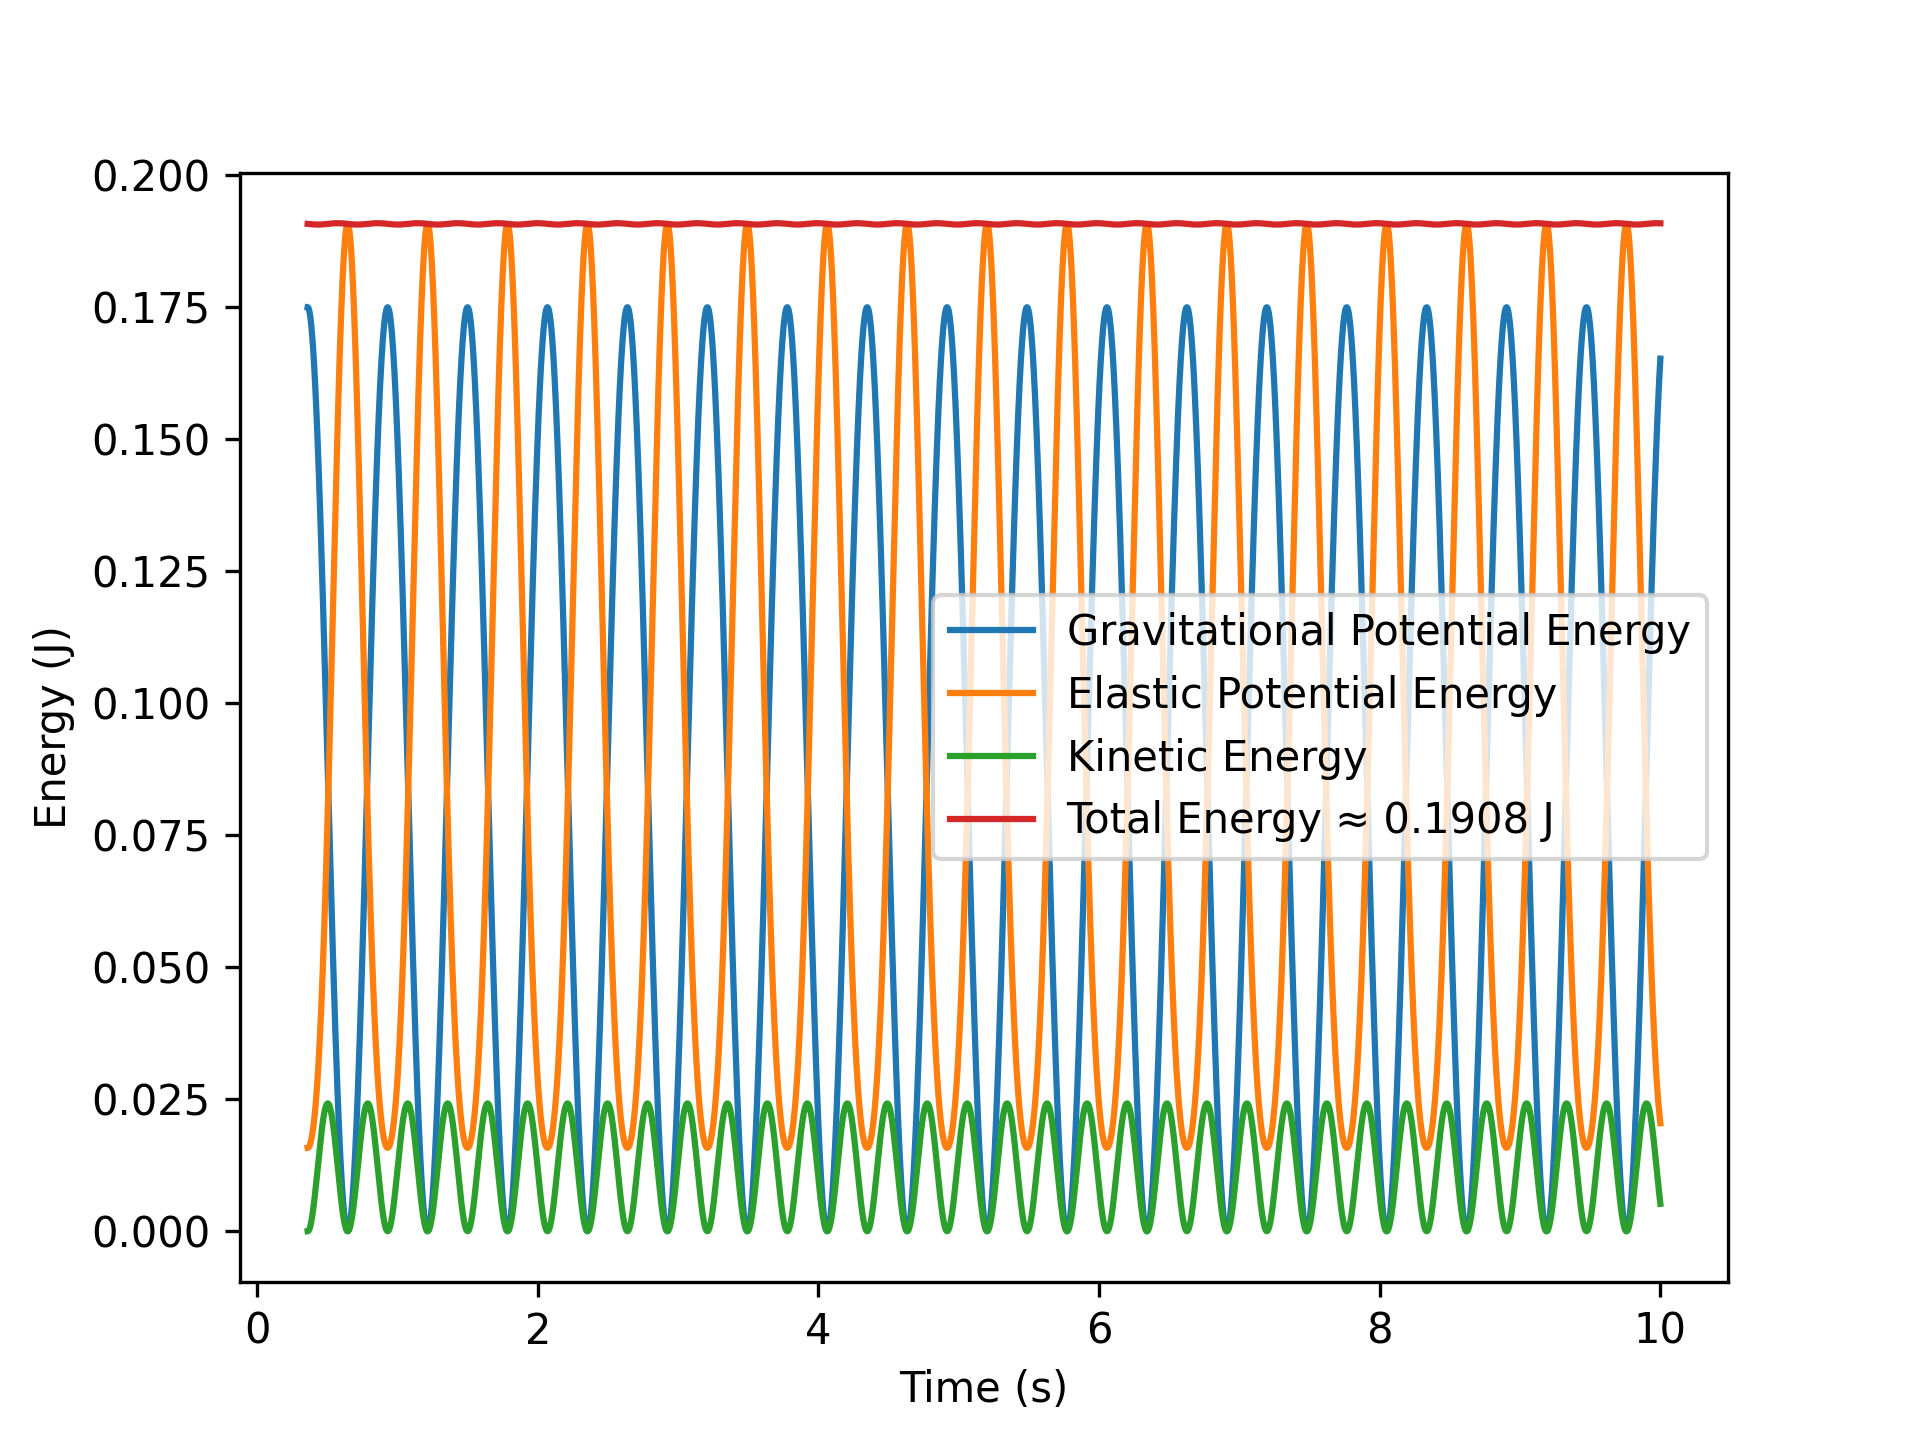 0.200
0.175
0.150
0.125
0.100
0.075
0.050
0.025
0.000
Energy (J)
Gravitational Potential Energy
Elastic Potential Energy
Kinetic Energy
Total Energy ≈ 0.1908 J
0 2 4 6 8 10
Time (s)